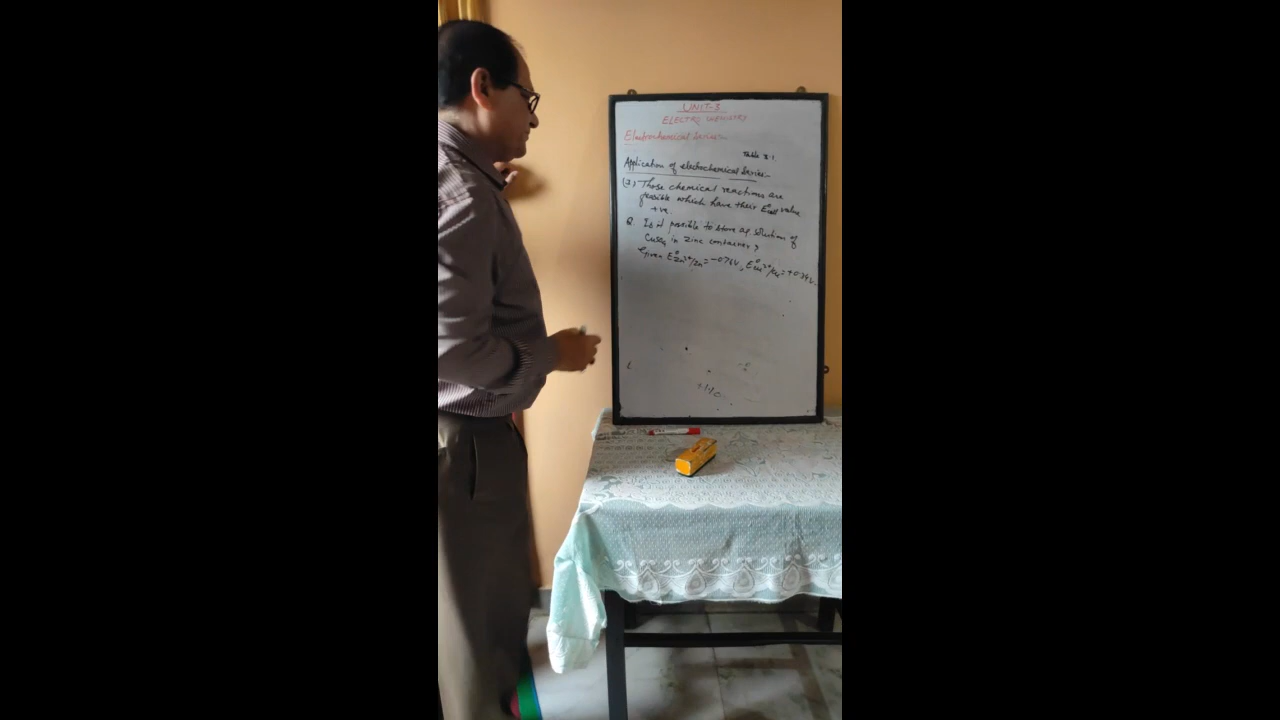 UNIT-3
ELECTRO CHEMISTRY
Electrochemical Series
Table 3.1
Application of electrochemical series
(2) Those chemical reactions are
feasible which have their E°cell value
+ve.
Q. Is it possible to store aq. solution of
CuSO4 in zinc container?
Given E°Zn2+/Zn = -0.76V, E°Cu2+/Cu = +0.34V.